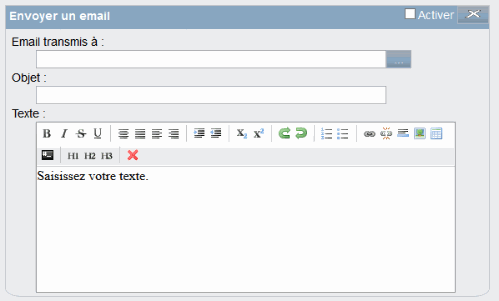 Envoyer un email
Activer
Email transmis à :
...
Objet :
Texte :
B I S U X₂ X²
H1 H2 H3
Saisissez votre texte.